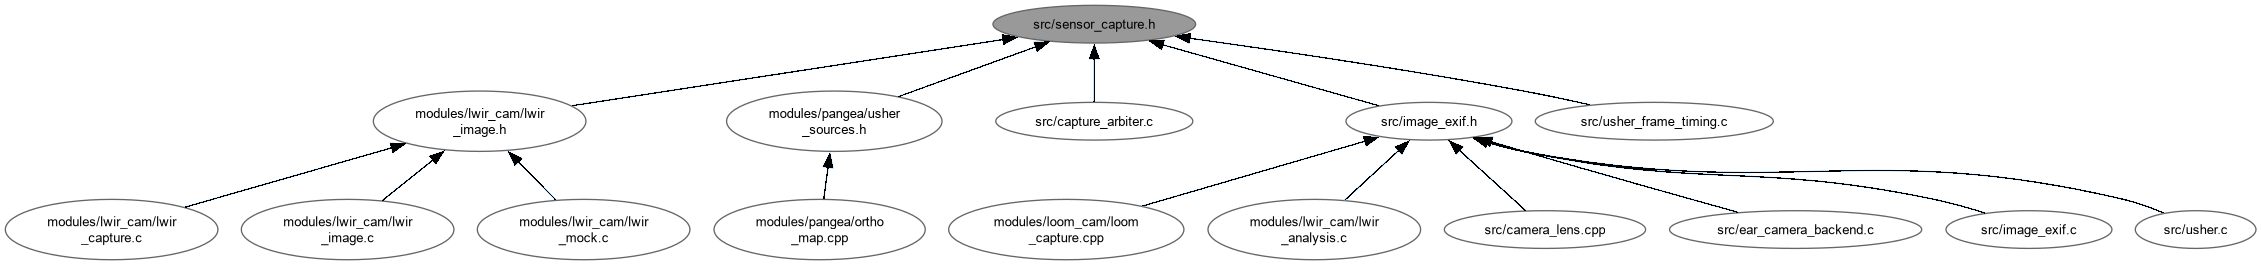 src/sensor_capture.h
modules/lwir_cam/lwir
_image.h
modules/pangea/usher
_sources.h
src/capture_arbiter.c
src/image_exif.h
src/usher_frame_timing.c
modules/lwir_cam/lwir
_capture.c
modules/lwir_cam/lwir
_image.c
modules/lwir_cam/lwir
_mock.c
modules/pangea/ortho
_map.cpp
modules/loom_cam/loom
_capture.cpp
modules/lwir_cam/lwir
_analysis.c
src/camera_lens.cpp
src/ear_camera_backend.c
src/image_exif.c
src/usher.c